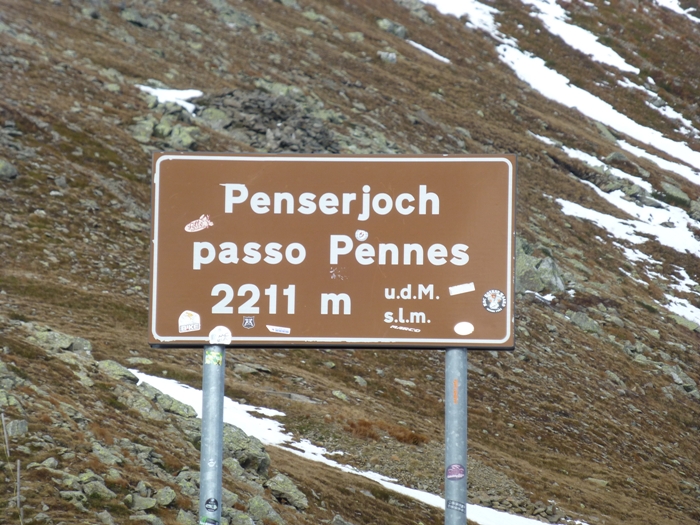 Penserjoch
passo Pennes
2211 m u.d.M.
s.l.m.